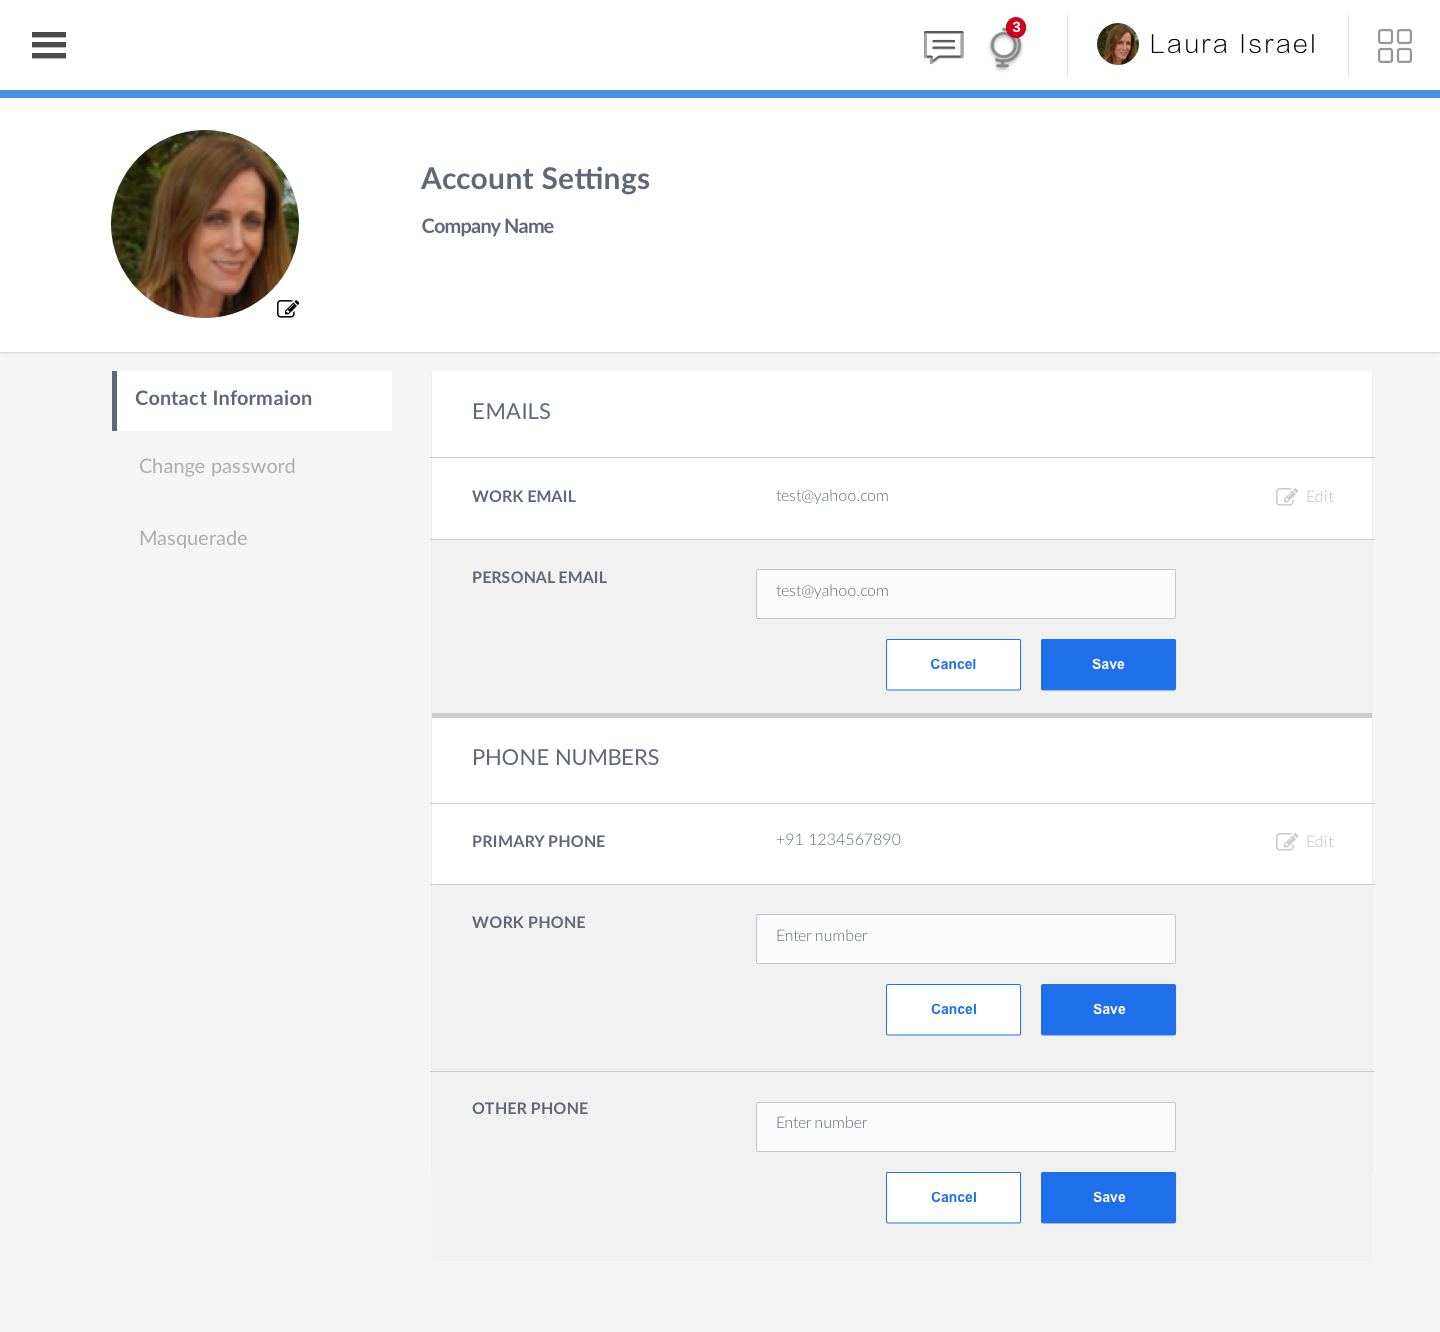 3
Laura Israel
Account Settings
Company Name
Contact Informaion
Change password
Masquerade
EMAILS
WORK EMAIL test@yahoo.com Edit
PERSONAL EMAIL test@yahoo.com
Cancel Save
PHONE NUMBERS
PRIMARY PHONE +91 1234567890 Edit
WORK PHONE Enter number
Cancel Save
OTHER PHONE Enter number
Cancel Save